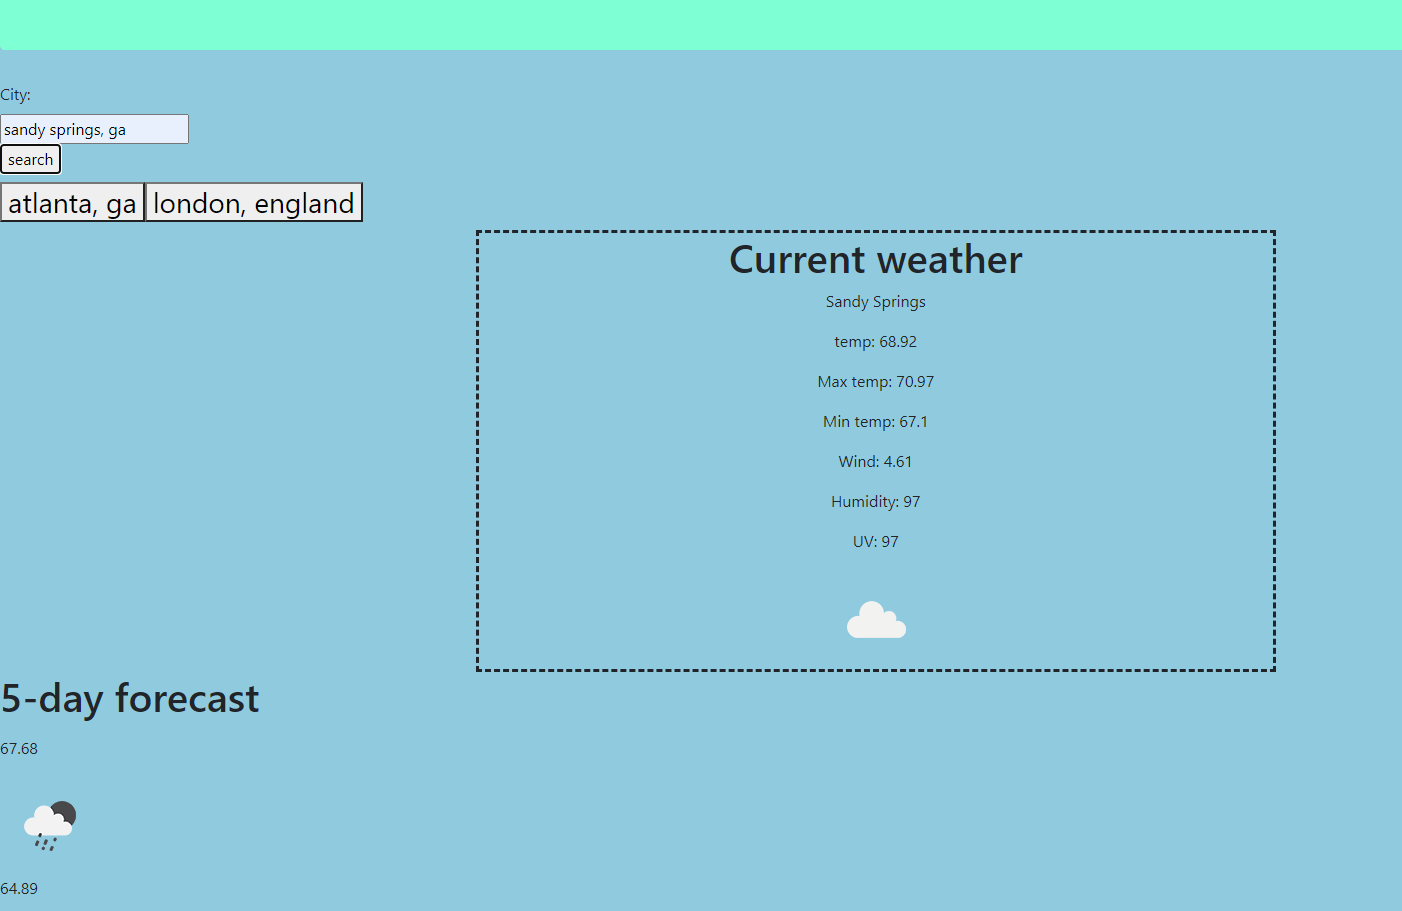 City:
sandy springs, ga
search
atlanta, ga london, england
Current weather
Sandy Springs
temp: 68.92
Max temp: 70.97
Min temp: 67.1
Wind: 4.61
Humidity: 97
UV: 97
5-day forecast
67.68
64.89